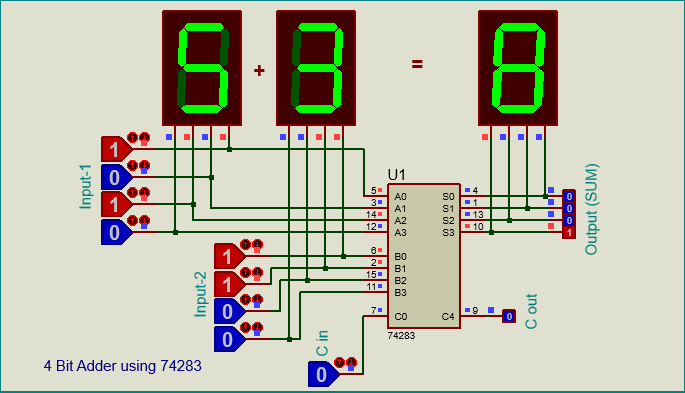 5 + 3 = 8
Input-1
1
0
1
0
Input-2
1
1
0
0
C in
0
U1
5 A0 S0 4 0
3 A1 S1 1 0
14 A2 S2 13 0
12 A3 S3 10 1
6 B0
2 B1
15 B2
11 B3
7 C0 C4 9 0
74283
Output (SUM)
C out
4 Bit Adder using 74283